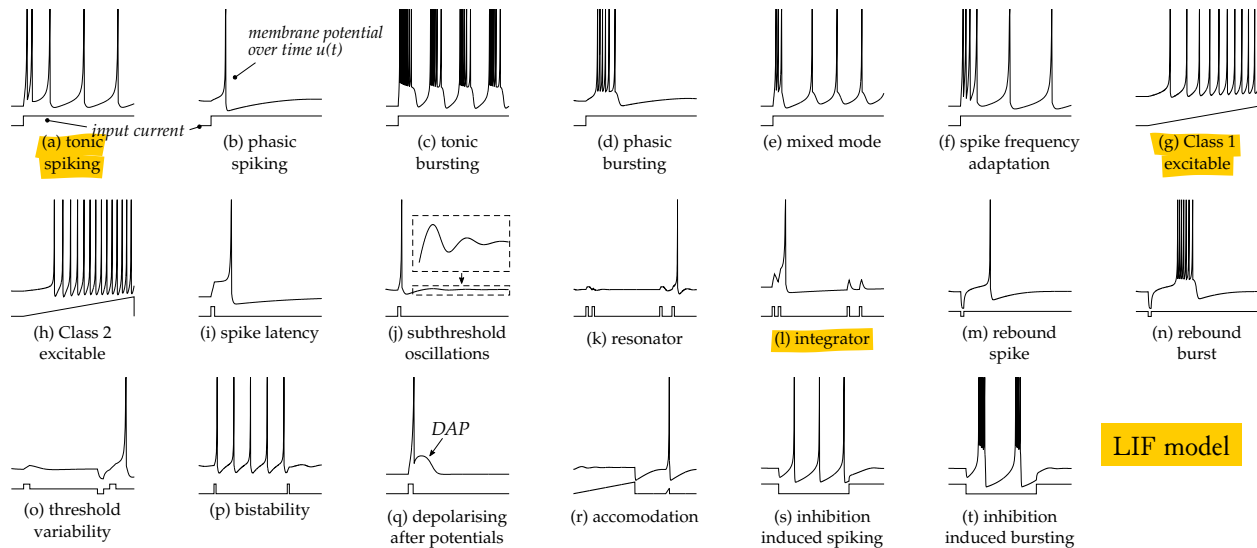 membrane potential
over time u(t)
input current
(a) tonic
spiking
(b) phasic
spiking
(c) tonic
bursting
(d) phasic
bursting
(e) mixed mode
(f) spike frequency
adaptation
(g) Class 1
excitable
(h) Class 2
excitable
(i) spike latency
(j) subthreshold
oscillations
(k) resonator
(l) integrator
(m) rebound
spike
(n) rebound
burst
(o) threshold
variability
(p) bistability
DAP
(q) depolarising
after potentials
(r) accomodation
(s) inhibition
induced spiking
(t) inhibition
induced bursting
LIF model